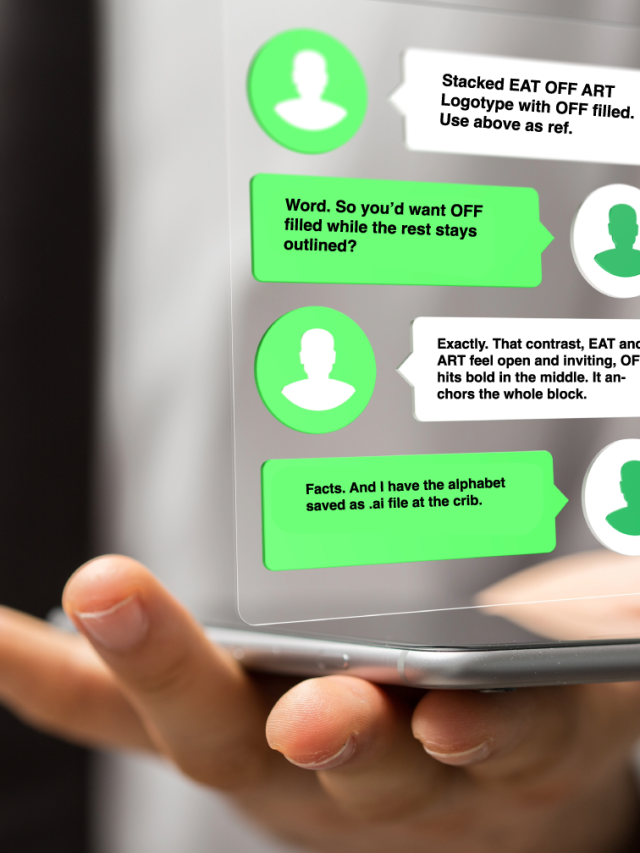 Stacked EAT OFF ART
Logotype with OFF filled.
Use above as ref.
Word. So you’d want OFF
filled while the rest stays
outlined?
Exactly. That contrast, EAT and
ART feel open and inviting, OF
hits bold in the middle. It an-
chors the whole block.
Facts. And I have the alphabet
saved as .ai file at the crib.